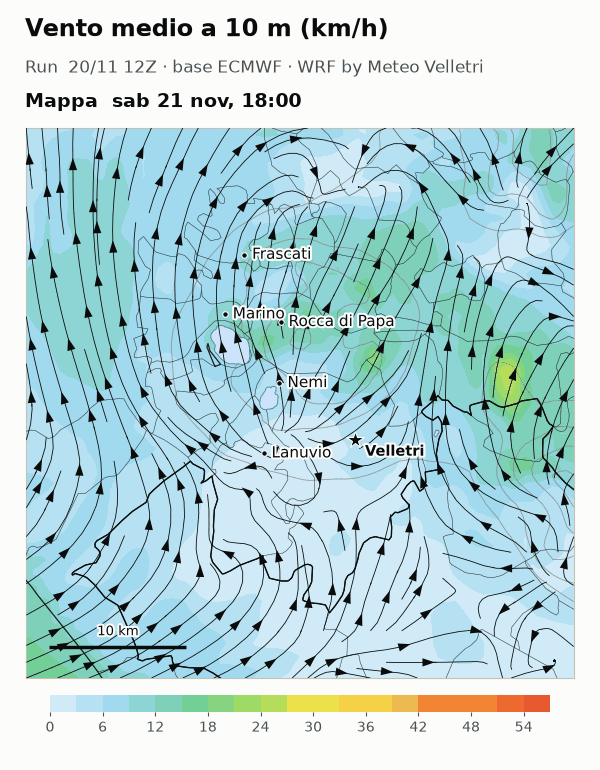 Vento medio a 10 m (km/h)
Run 20/11 12Z · base ECMWF · WRF by Meteo Velletri
Mappa sab 21 nov, 18:00
Frascati
Marino
Rocca di Papa
Nemi
Velletri
Lanuvio
10 km
0 6 12 18 24 30 36 42 48 54